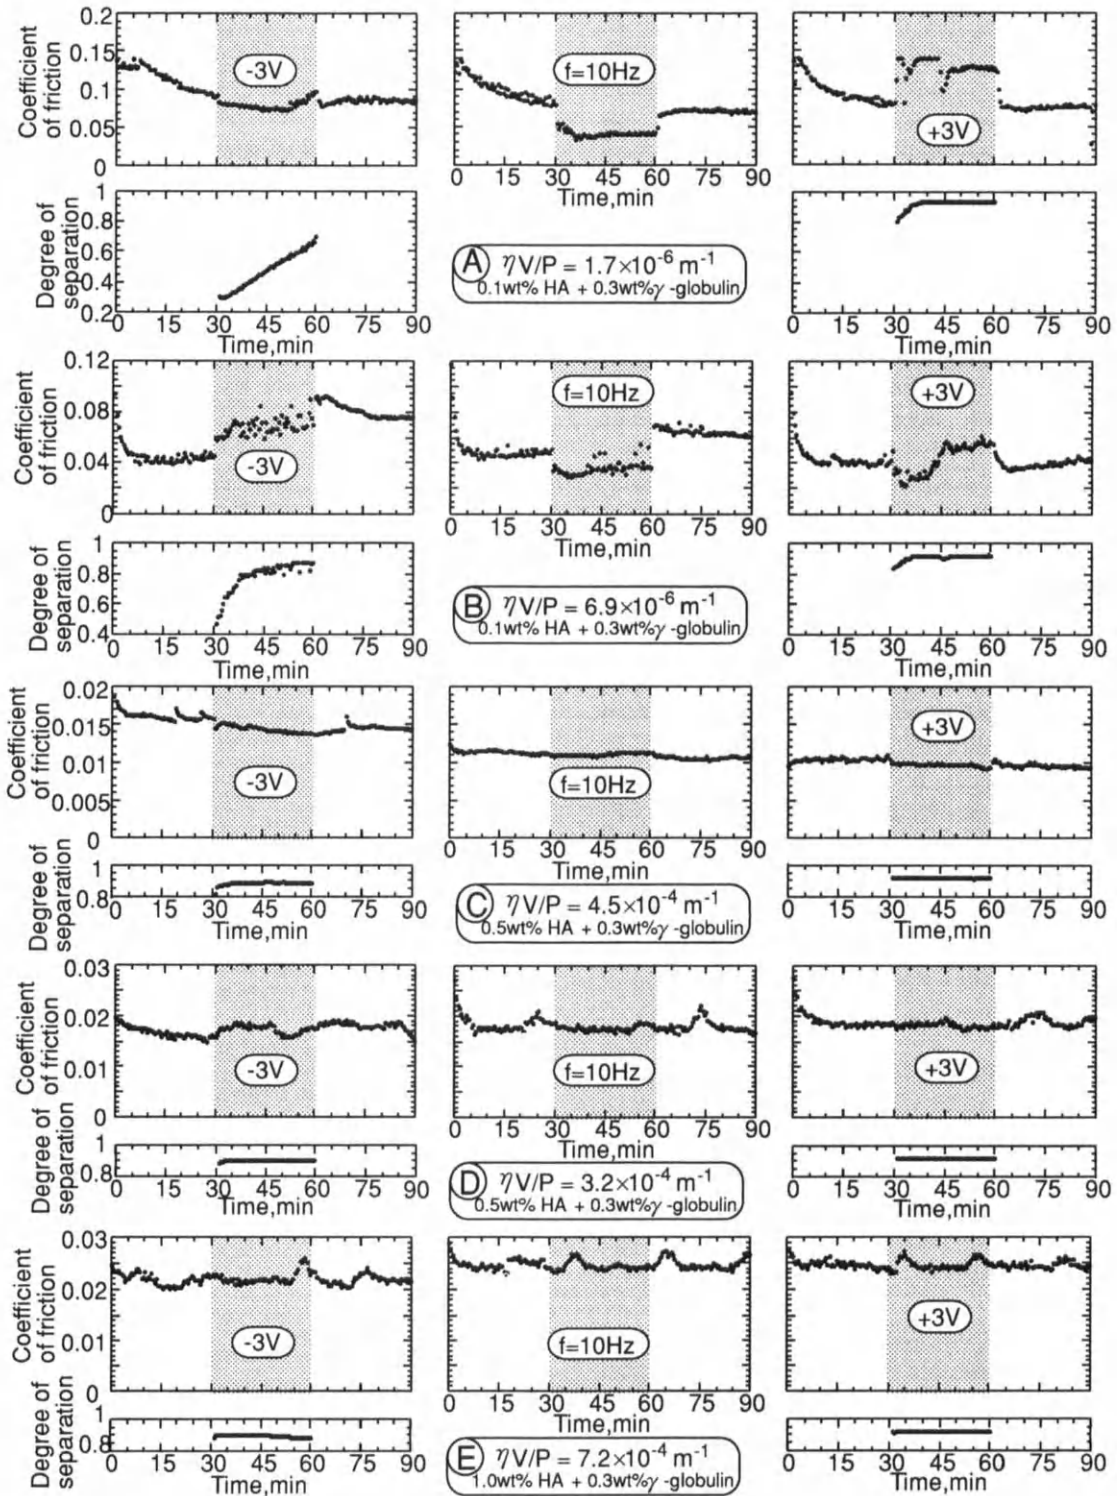 Coefficient
of friction
0.2
0.15
0.1
0.05
0
-3V
f=10Hz
+3V
0 15 30 45 60 75 90
Time,min
0 15 30 45 60 75 90
Degree of
separation
1
0.8
0.6
0.4
0.2
0 15 30 45 60 75 90
Time,min
A ηV/P = 1.7×10⁻⁶ m⁻¹
0.1wt% HA + 0.3wt%γ -globulin
0 15 30 45 60 75 90
Time,min
Coefficient
of friction
0.12
0.08
0.04
0
-3V
f=10Hz
+3V
0 15 30 45 60 75 90
Time,min
Degree of
separation
1
0.8
0.6
0.4
0 15 30 45 60 75 90
Time,min
B ηV/P = 6.9×10⁻⁶ m⁻¹
0.1wt% HA + 0.3wt%γ -globulin
0 15 30 45 60 75 90
Time,min
Coefficient
of friction
0.02
0.015
0.01
0.005
0
-3V
f=10Hz
+3V
0 15 30 45 60 75 90
Time,min
Degree of
separation
1
0.8
0 15 30 45 60 75 90
Time,min
C ηV/P = 4.5×10⁻⁴ m⁻¹
0.5wt% HA + 0.3wt%γ -globulin
0 15 30 45 60 75 90
Time,min
Coefficient
of friction
0.03
0.02
0.01
0
-3V
f=10Hz
+3V
0 15 30 45 60 75 90
Time,min
Degree of
separation
1
0.8
0 15 30 45 60 75 90
Time,min
D ηV/P = 3.2×10⁻⁴ m⁻¹
0.5wt% HA + 0.3wt%γ -globulin
0 15 30 45 60 75 90
Time,min
Coefficient
of friction
0.03
0.02
0.01
0
-3V
f=10Hz
+3V
0 15 30 45 60 75 90
Time,min
Degree of
separation
1
0.8
0 15 30 45 60 75 90
Time,min
E ηV/P = 7.2×10⁻⁴ m⁻¹
1.0wt% HA + 0.3wt%γ -globulin
0 15 30 45 60 75 90
Time,min